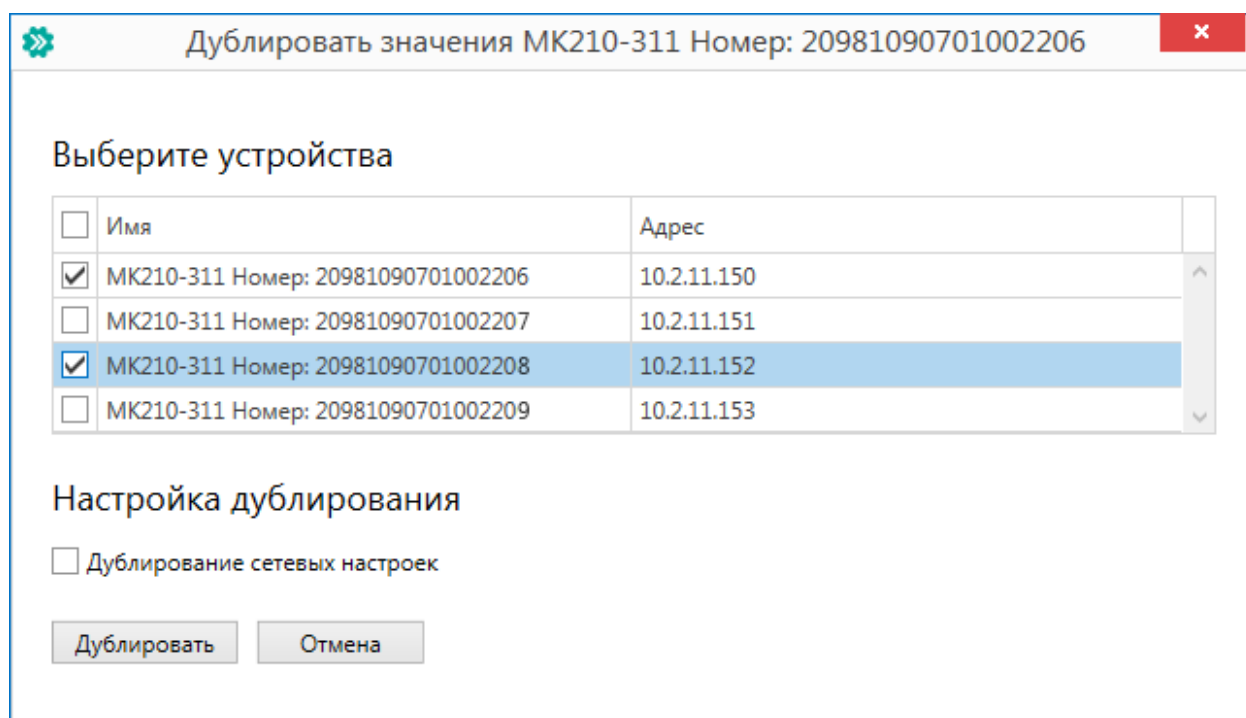 Дублировать значения МК210-311 Номер: 20981090701002206
Выберите устройства
Имя Адрес
МК210-311 Номер: 20981090701002206 10.2.11.150
МК210-311 Номер: 20981090701002207 10.2.11.151
МК210-311 Номер: 20981090701002208 10.2.11.152
МК210-311 Номер: 20981090701002209 10.2.11.153
Настройка дублирования
Дублирование сетевых настроек
Дублировать Отмена